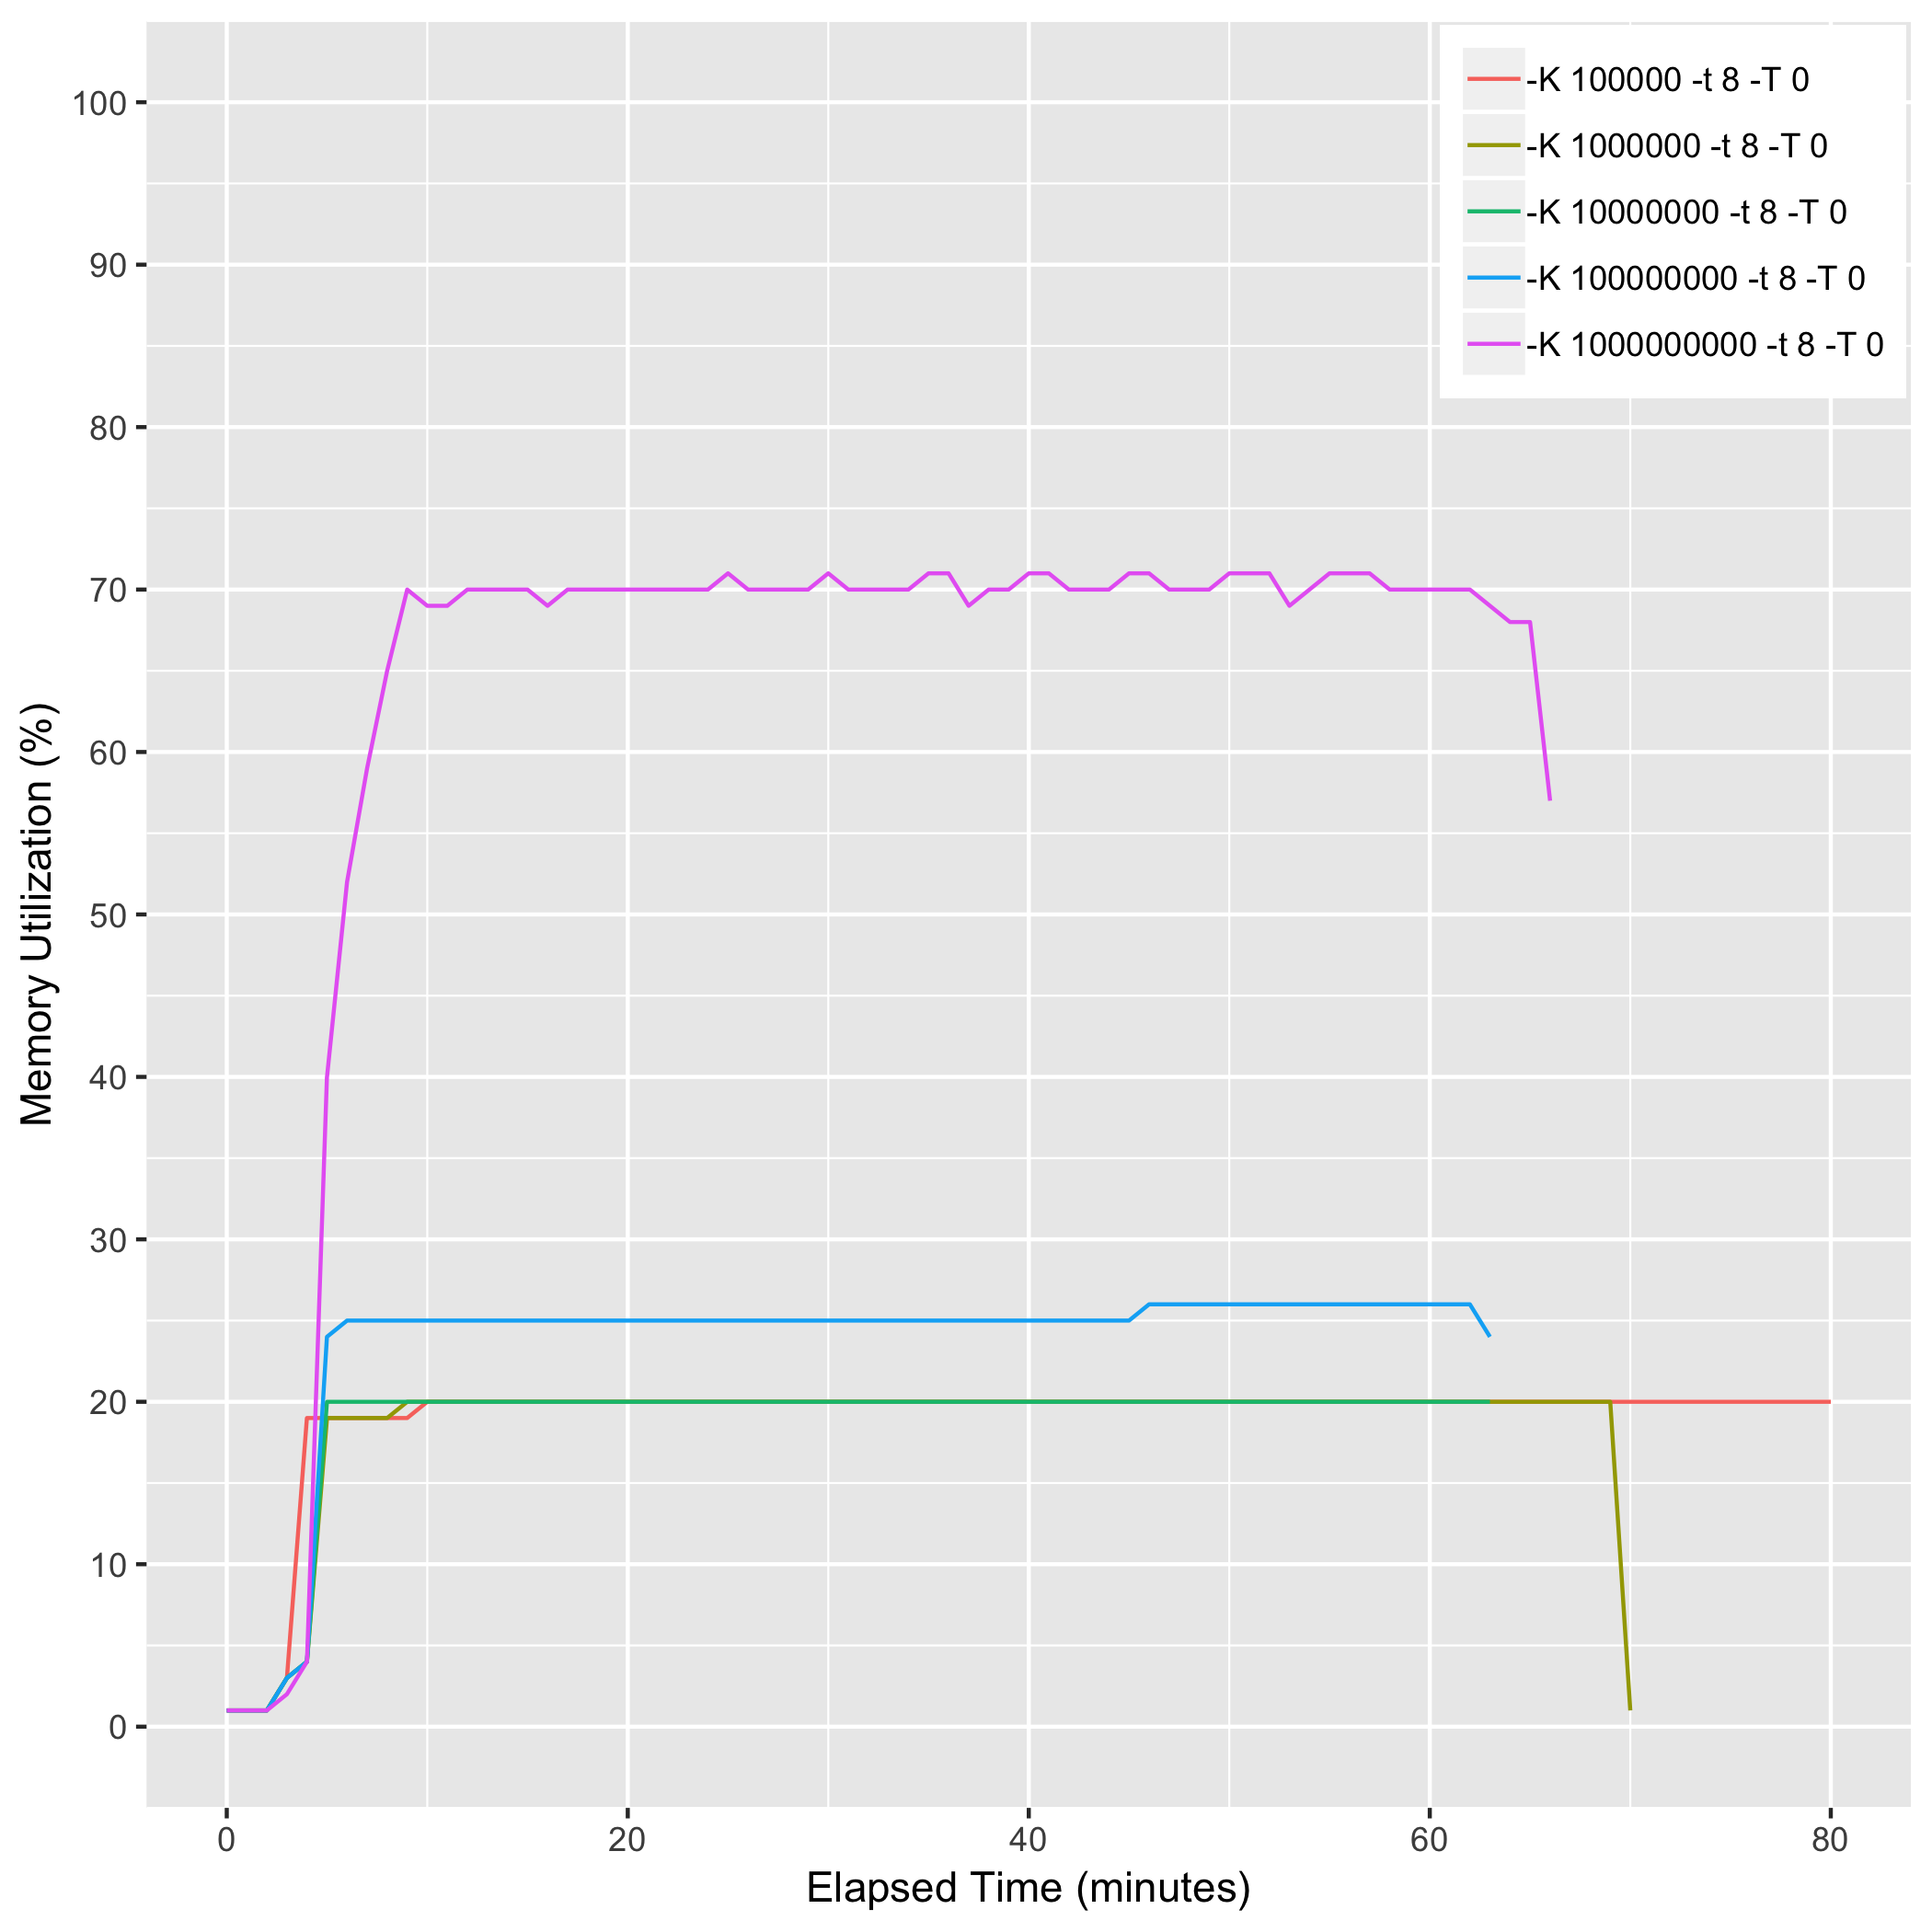 -K 100000 -t 8 -T 0
-K 1000000 -t 8 -T 0
-K 10000000 -t 8 -T 0
-K 100000000 -t 8 -T 0
-K 1000000000 -t 8 -T 0
100
90
80
70
60
50
40
30
20
10
0
Memory Utilization (%)
0 20 40 60 80
Elapsed Time (minutes)